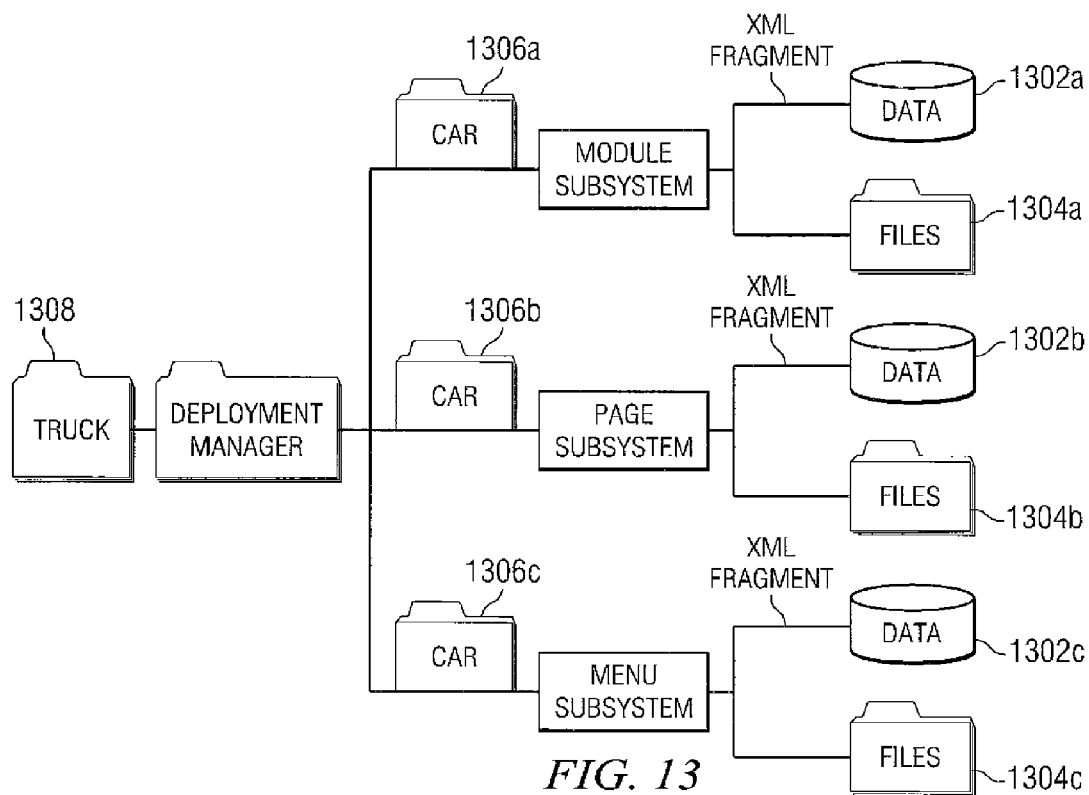 XML
FRAGMENT
1306a
1302a
CAR
DATA
MODULE
SUBSYSTEM
1304a
FILES
XML
FRAGMENT
1308
1306b
1302b
CAR
DATA
TRUCK
DEPLOYMENT
MANAGER
PAGE
SUBSYSTEM
FILES
1304b
XML
FRAGMENT
1306c
CAR
DATA
1302c
MENU
SUBSYSTEM
FILES
1304c
FIG. 13